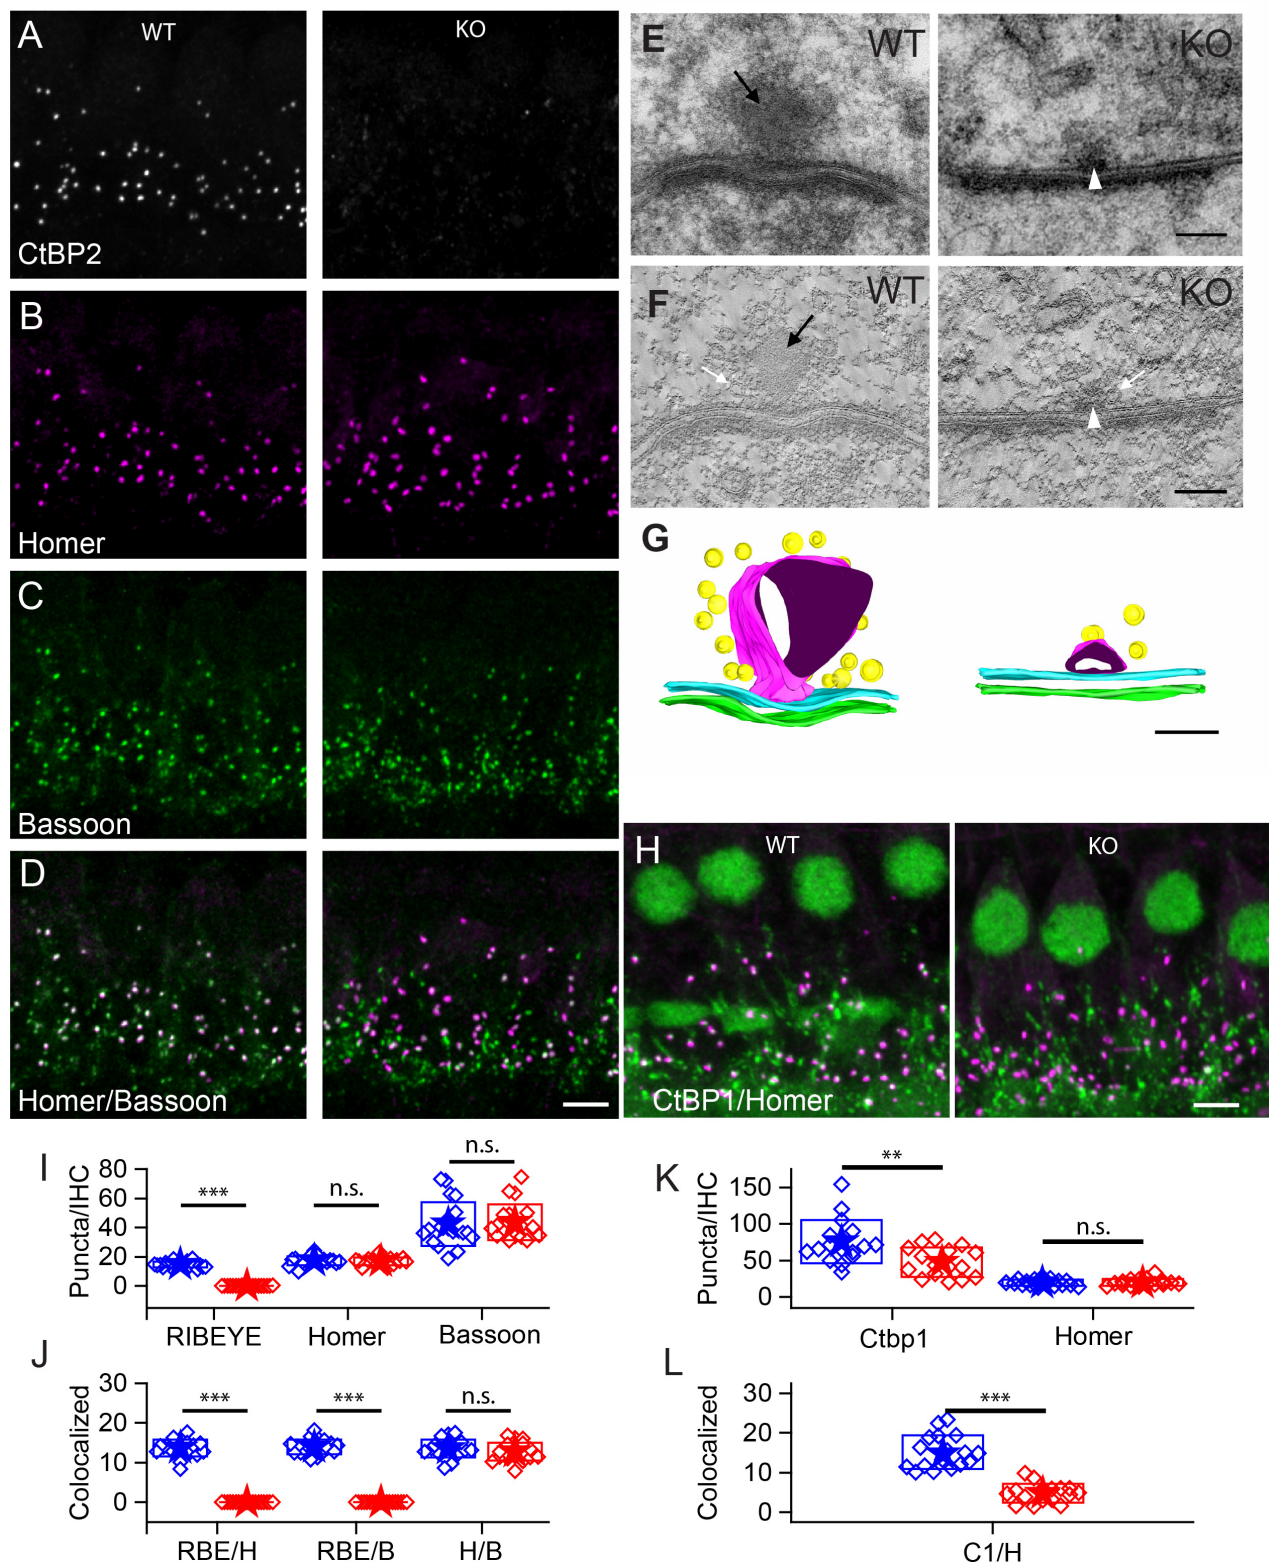 A WT KO
CtBP2
B
Homer
C
Bassoon
D
Homer/Bassoon
E WT KO
F WT KO
G
H WT KO
CtBP1/Homer
I
Puncta/IHC
80
60
40
20
0
*** n.s. n.s.
RIBEYE Homer Bassoon
J
Colocalized
30
20
10
0
*** *** n.s.
RBE/H RBE/B H/B
K
Puncta/IHC
150
100
50
0
** n.s.
Ctbp1 Homer
L
Colocalized
30
20
10
0
***
C1/H